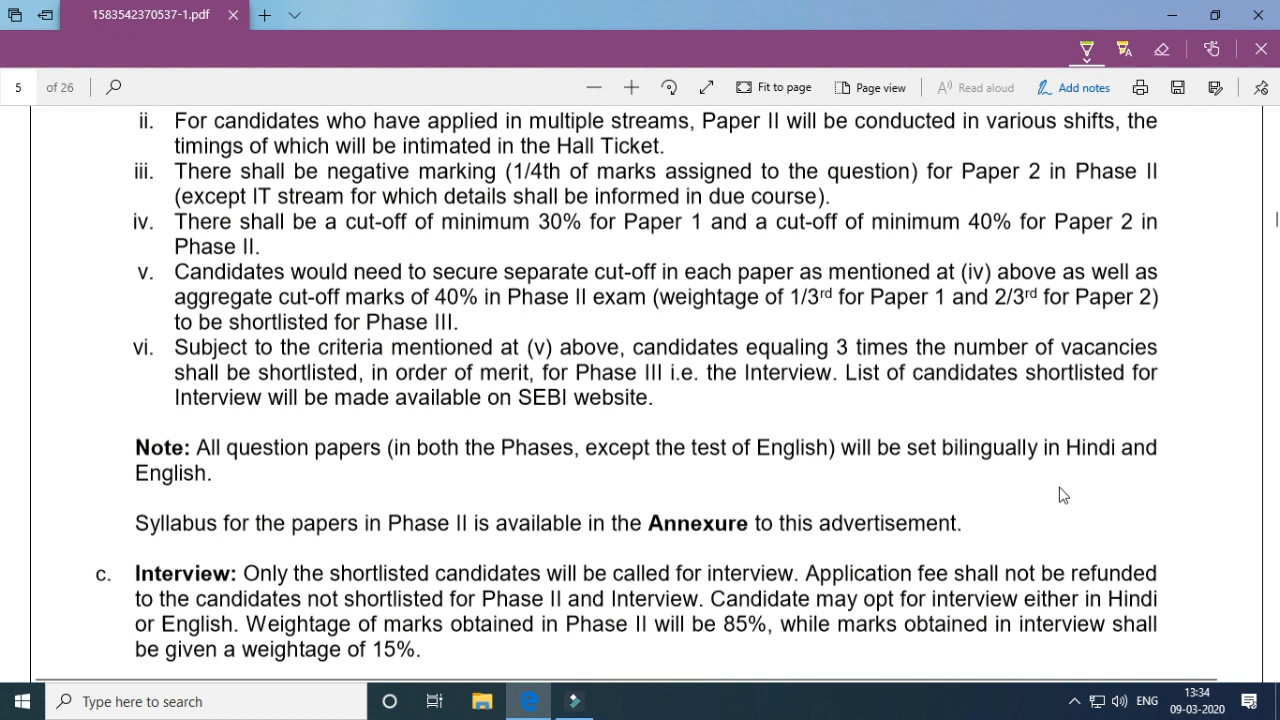 1583542370537-1.pdf
5 of 26 Fit to page Page view Read aloud Add notes
ii. For candidates who have applied in multiple streams, Paper II will be conducted in various shifts, the
timings of which will be intimated in the Hall Ticket.
iii. There shall be negative marking (1/4th of marks assigned to the question) for Paper 2 in Phase II
(except IT stream for which details shall be informed in due course).
iv. There shall be a cut-off of minimum 30% for Paper 1 and a cut-off of minimum 40% for Paper 2 in
Phase II.
v. Candidates would need to secure separate cut-off in each paper as mentioned at (iv) above as well as
aggregate cut-off marks of 40% in Phase II exam (weightage of 1/3rd for Paper 1 and 2/3rd for Paper 2)
to be shortlisted for Phase III.
vi. Subject to the criteria mentioned at (v) above, candidates equaling 3 times the number of vacancies
shall be shortlisted, in order of merit, for Phase III i.e. the Interview. List of candidates shortlisted for
Interview will be made available on SEBI website.
Note: All question papers (in both the Phases, except the test of English) will be set bilingually in Hindi and
English.
Syllabus for the papers in Phase II is available in the Annexure to this advertisement.
c. Interview: Only the shortlisted candidates will be called for interview. Application fee shall not be refunded
to the candidates not shortlisted for Phase II and Interview. Candidate may opt for interview either in Hindi
or English. Weightage of marks obtained in Phase II will be 85%, while marks obtained in interview shall
be given a weightage of 15%.
Type here to search ENG 13:34
09-03-2020